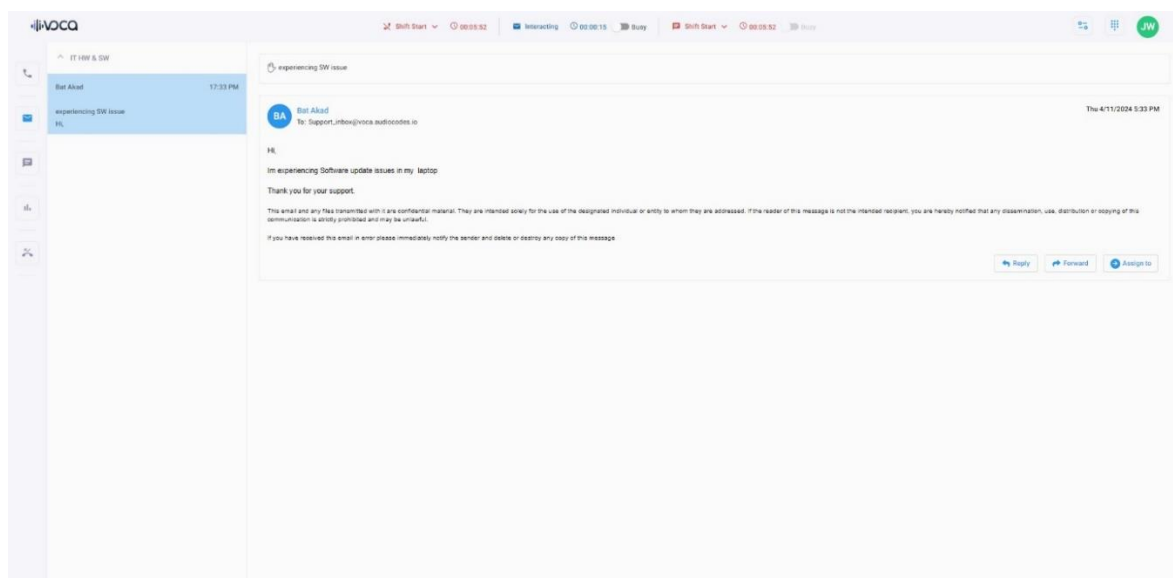 VOCA
Shift Start 00:05:52 Interacting 00:00:15 Busy Shift Start 00:05:52 Busy JW
IT HW & SW
Bat Akad 17:33 PM
experiencing SW issue
Hi,
experiencing SW issue
BA Bat Akad Thu 4/11/2024 5:33 PM
To: Support_inbox@voca.audiocodes.io
Hi,
Im experiencing Software update issues in my laptop
Thank you for your support.
This email and any files transmitted with it are confidential material. They are intended solely for the use of the designated individual or entity to whom they are addressed. If the reader of this message is not the intended recipient, you are hereby notified that any dissemination, use, distribution or copying of this
communication is strictly prohibited and may be unlawful.
If you have received this email in error please immediately notify the sender and delete or destroy any copy of this message
Reply Forward Assign to